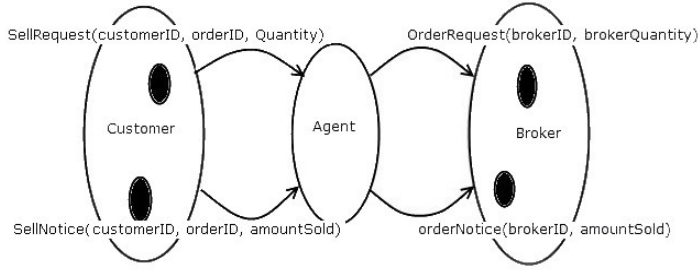 SellRequest(customerID, orderID, Quantity)
OrderRequest(brokerID, brokerQuantity)
Customer
Agent
Broker
SellNotice(customerID, orderID, amountSold)
orderNotice(brokerID, amountSold)